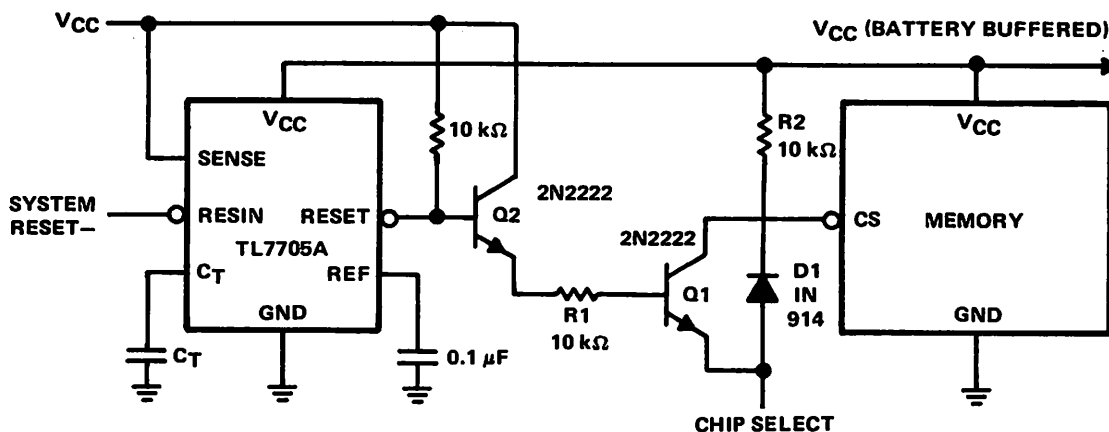 VCC
VCC (BATTERY BUFFERED)
VCC
SENSE
SYSTEM
RESET–
RESIN
RESET
TL7705A
CT
REF
GND
CT
0.1 µF
10 kΩ
Q2
2N2222
R1
10 kΩ
2N2222
Q1
R2
10 kΩ
D1
IN
914
CHIP SELECT
VCC
CS
MEMORY
GND